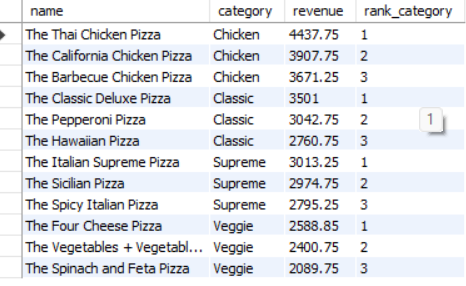 name category revenue rank_category
The Thai Chicken Pizza Chicken 4437.75 1
The California Chicken Pizza Chicken 3907.75 2
The Barbecue Chicken Pizza Chicken 3671.25 3
The Classic Deluxe Pizza Classic 3501 1
The Pepperoni Pizza Classic 3042.75 2 1
The Hawaiian Pizza Classic 2760.75 3
The Italian Supreme Pizza Supreme 3013.25 1
The Sicilian Pizza Supreme 2974.75 2
The Spicy Italian Pizza Supreme 2795.25 3
The Four Cheese Pizza Veggie 2588.85 1
The Vegetables + Vegetabl... Veggie 2400.75 2
The Spinach and Feta Pizza Veggie 2089.75 3